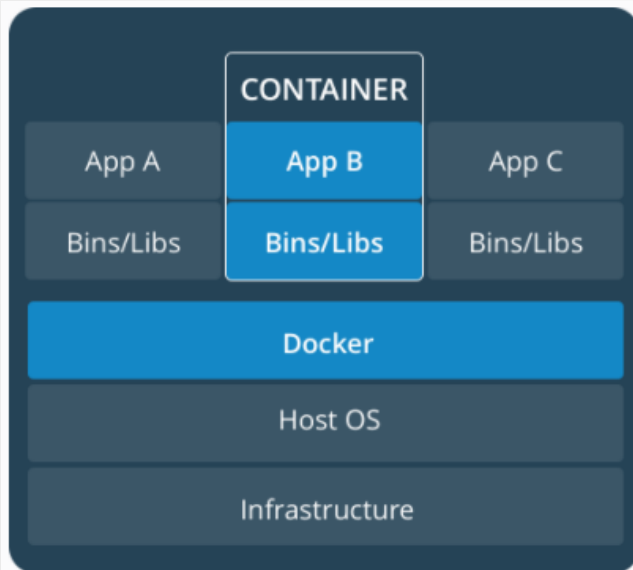 CONTAINER
App A App B App C
Bins/Libs Bins/Libs Bins/Libs
Docker
Host OS
Infrastructure